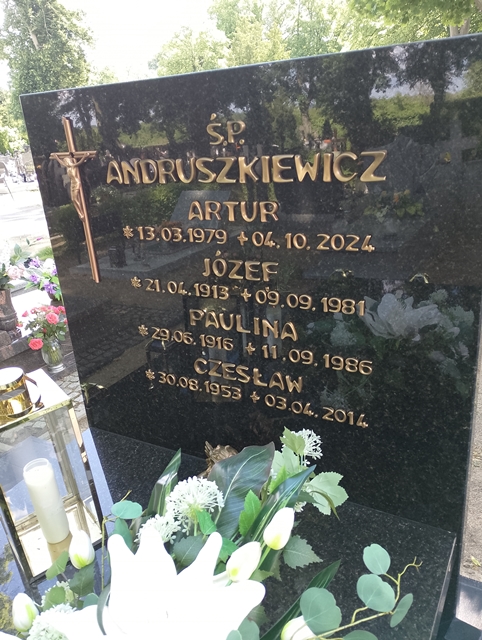 Ś.P.
ANDRUSZKIEWICZ
ARTUR
* 13.03.1979 + 04.10.2024
JÓZEF
* 21.04.1913 + 09.09.1981
PAULINA
* 29.06.1916 + 11.09.1986
CZESŁAW
* 30.08.1953 + 03.04.2014